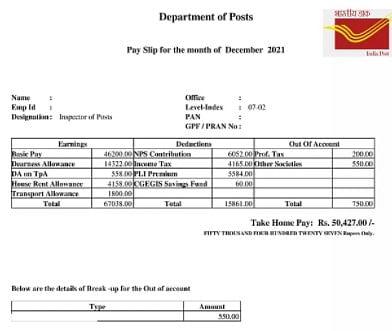 Department of Posts
भारतीय डाक
India Post
Pay Slip for the month of December 2021
Name :
Emp Id :
Designation: Inspector of Posts
Office :
Level-Index : 07-02
PAN :
GPF / PRAN No :
Earnings Deductions Out Of Account
Basic Pay 46200.00 NPS Contribution 6052.00 Prof. Tax 200.00
Dearness Allowance 14322.00 Income Tax 4165.00 Other Societies 550.00
DA on TpA 558.00 PLI Premium 5584.00
House Rent Allowance 4158.00 CGEGIS Savings Fund 60.00
Transport Allowance 1800.00
Total 67038.00 Total 15861.00 Total 750.00
Take Home Pay: Rs. 50,427.00 /-
FIFTY THOUSAND FOUR HUNDRED TWENTY SEVEN Rupees Only.
Below are the details of Break -up for the Out of account
Type Amount
550.00